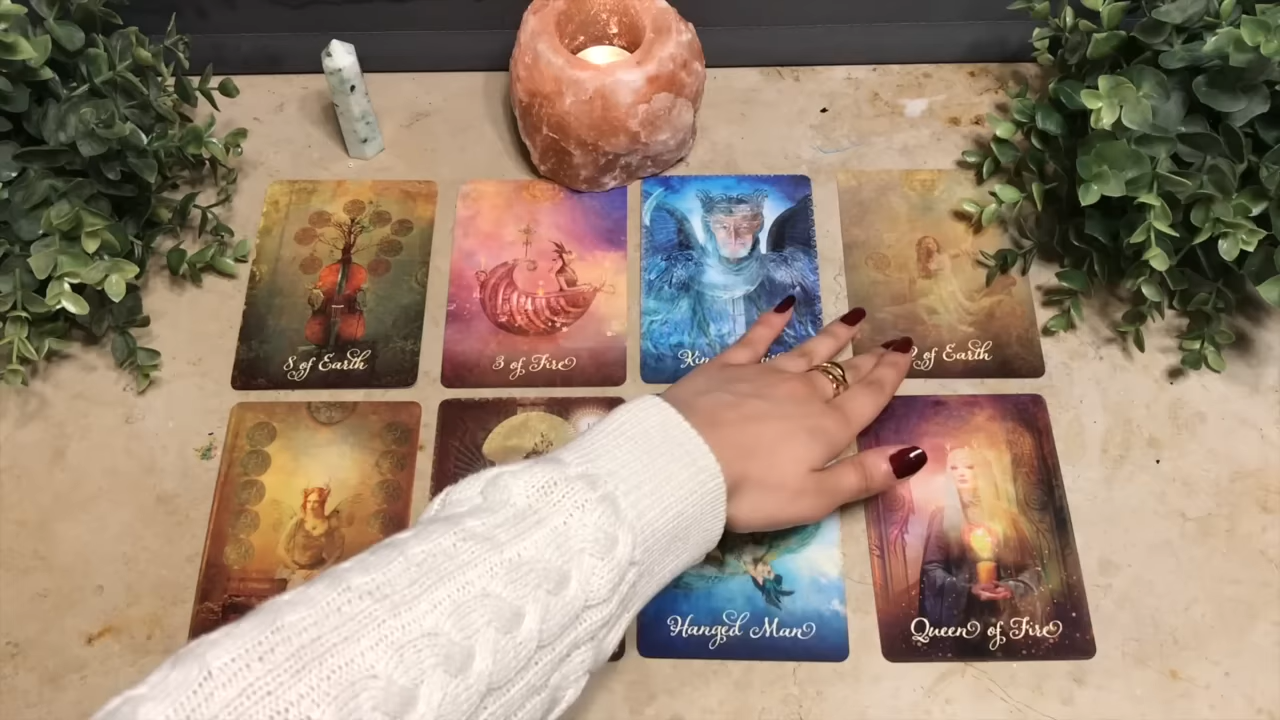 8 of Earth
3 of Fire
of Earth
Hanged Man
Queen of Fire